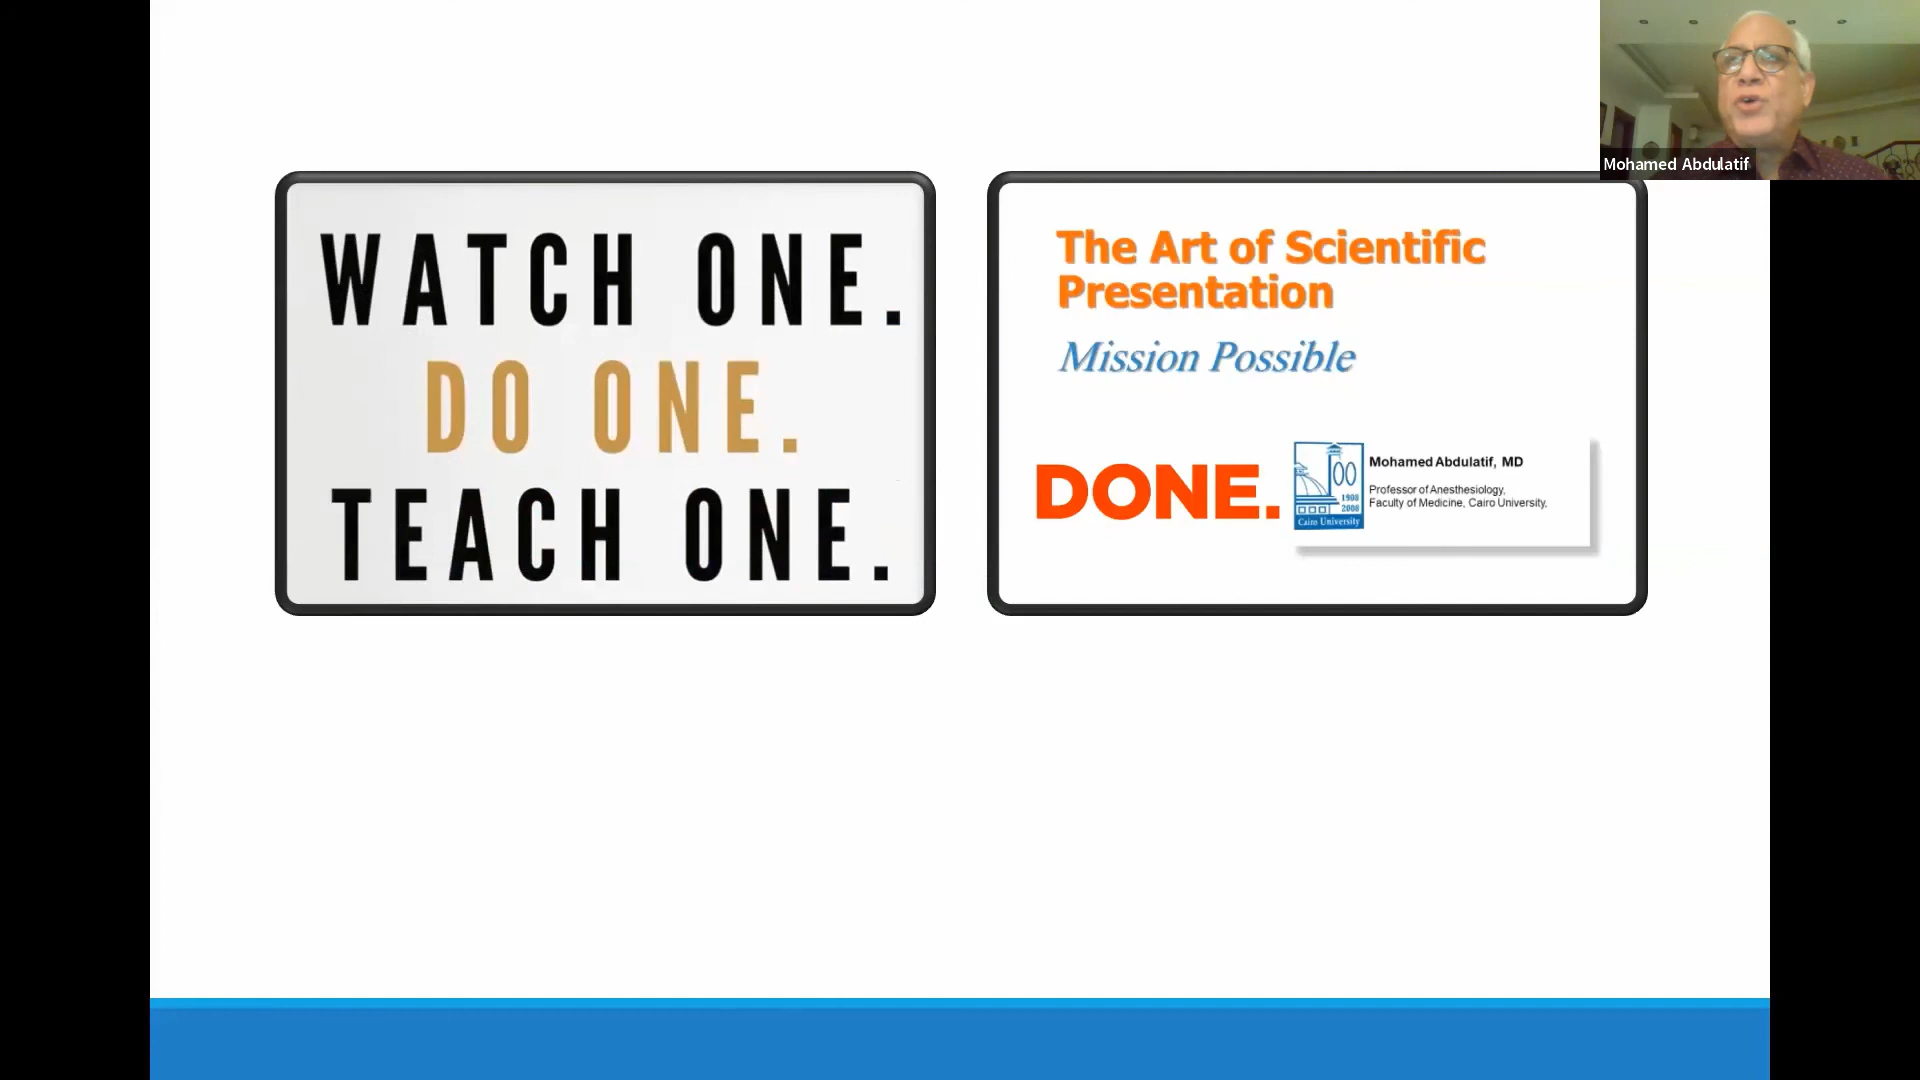 Mohamed Abdulatif
WATCH ONE.
DO ONE.
TEACH ONE.
The Art of Scientific
Presentation
Mission Possible
DONE.
00
1908
2008
Cairo University
Mohamed Abdulatif, MD
Professor of Anesthesiology,
Faculty of Medicine, Cairo University,